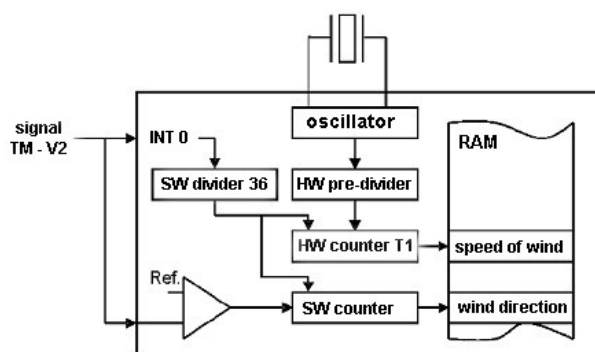 oscillator
signal
TM - V2
INT 0
RAM
SW divider 36
HW pre-divider
HW counter T1
speed of wind
Ref.
SW counter
wind direction